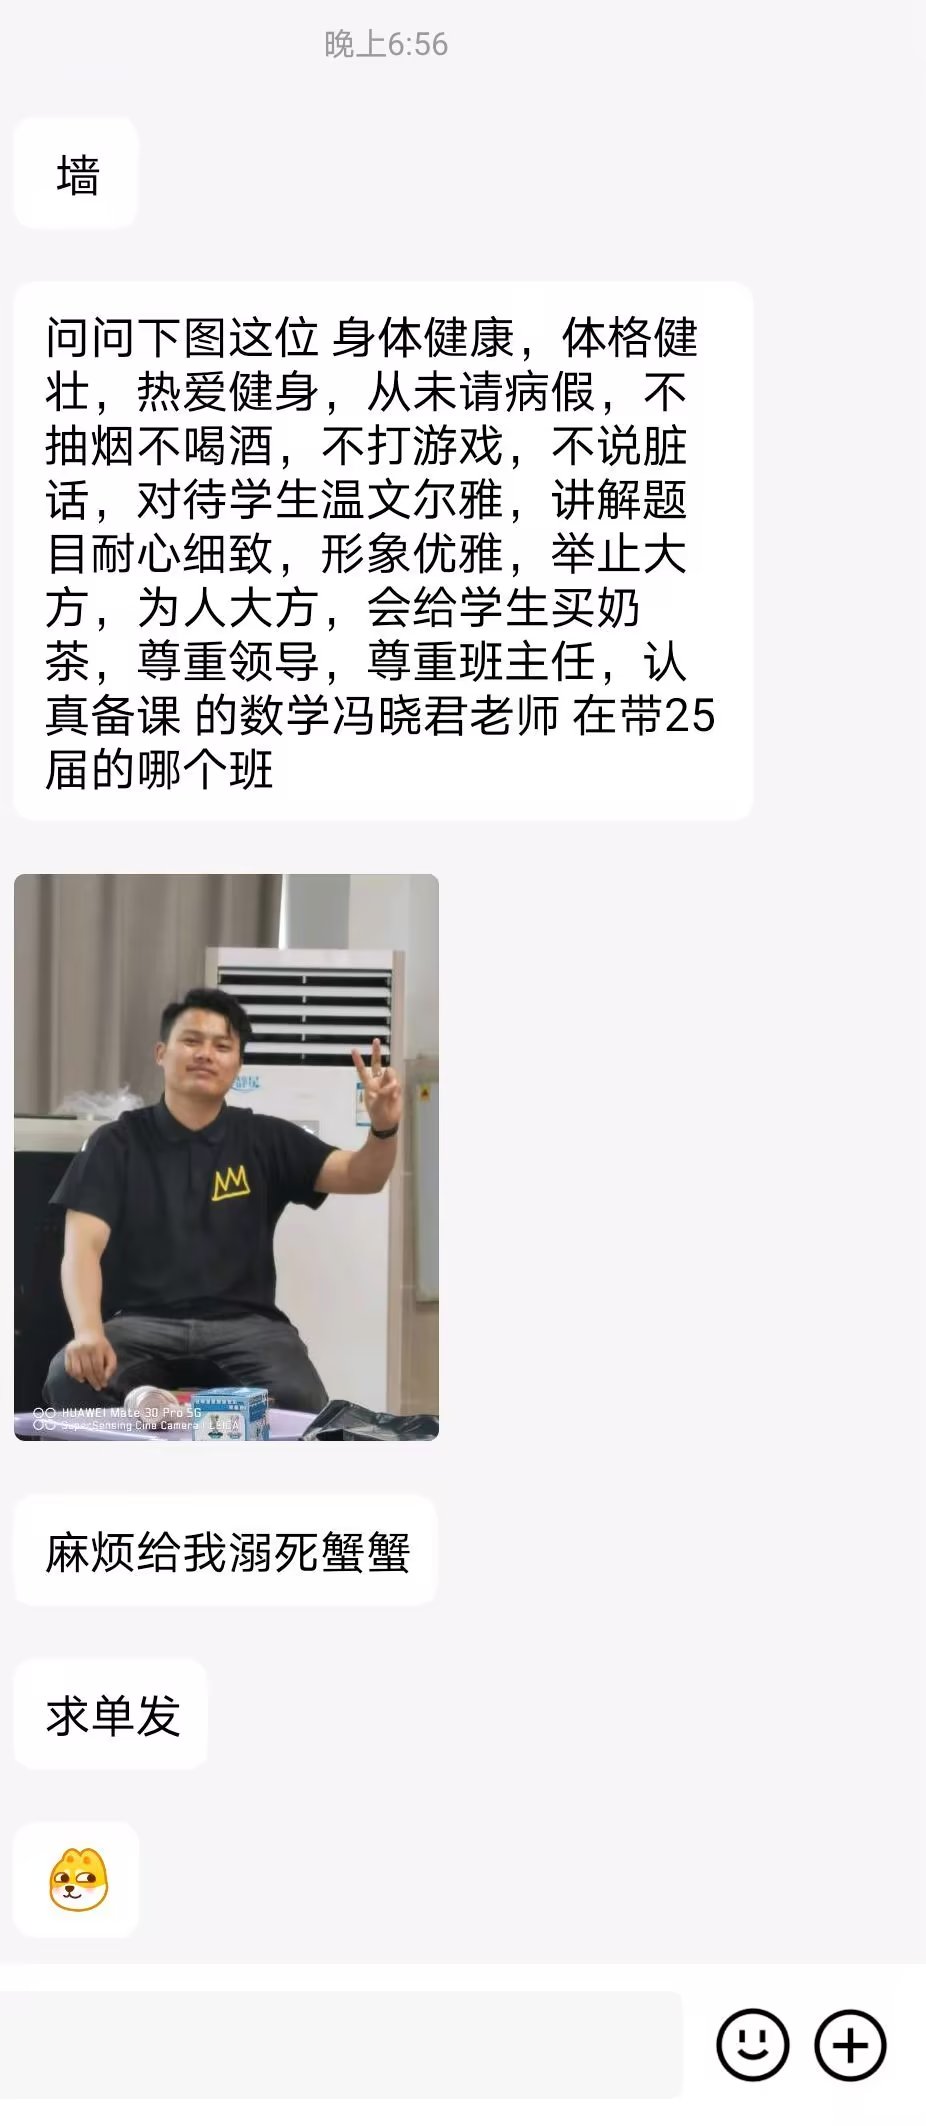 晚上6:56
墙
问问下图这位 身体健康，体格健
壮，热爱健身，从未请病假，不
抽烟不喝酒，不打游戏，不说脏
话，对待学生温文尔雅，讲解题
目耐心细致，形象优雅，举止大
方，为人大方，会给学生买奶
茶，尊重领导，尊重班主任，认
真备课 的数学冯晓君老师 在带25
届的哪个班
HUAWEI Mate 30 Pro 5G
SuperSensing Cine Camera | LEICA
麻烦给我溺死蟹蟹
求单发